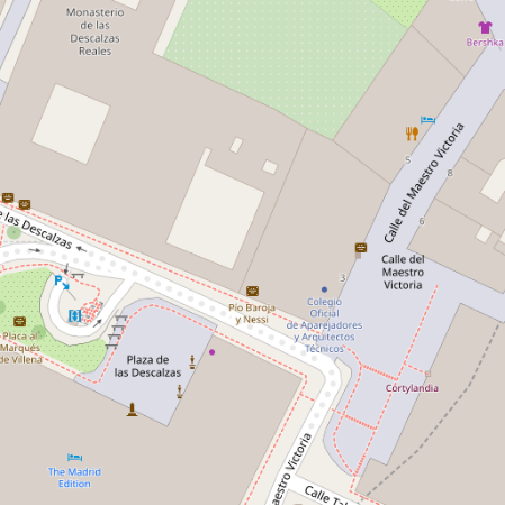 Monasterio
de las
Descalzas
Reales
Bershka
5
8
Calle del Maestro Victoria
6
de las Descalzas
Calle del
Maestro
Victoria
3
P
Pío Baroja
y Nessi
Colegio
Oficial
de Aparejadores
y Arquitectos
Técnicos
Placa al
Marqués
de Villena
Plaza de
las Descalzas
Cortylandia
The Madrid
Edition
Maestro Victoria
Calle